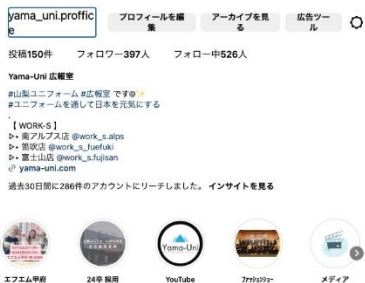 yama_uni.proffice
プロフィールを編集
アーカイブを見る
広告ツール
投稿150件 フォロワー397人 フォロー中526人
Yama-Uni 広報室
#山梨ユニフォーム #広報室 です😊✨
#ユニフォームを通して日本を元気にする
.
【 WORK-S 】
▷▸ 南アルプス店 @work_s.alps
▷▸ 笛吹店 @work_s_fuefuki
▷▸ 富士山店 @work_s.fujisan
yama-uni.com
過去30日間に286件のアカウントにリーチしました。 インサイトを見る
Yama-Uni
エフエム甲府 24卒 採用 YouTube ファッションショー メディア